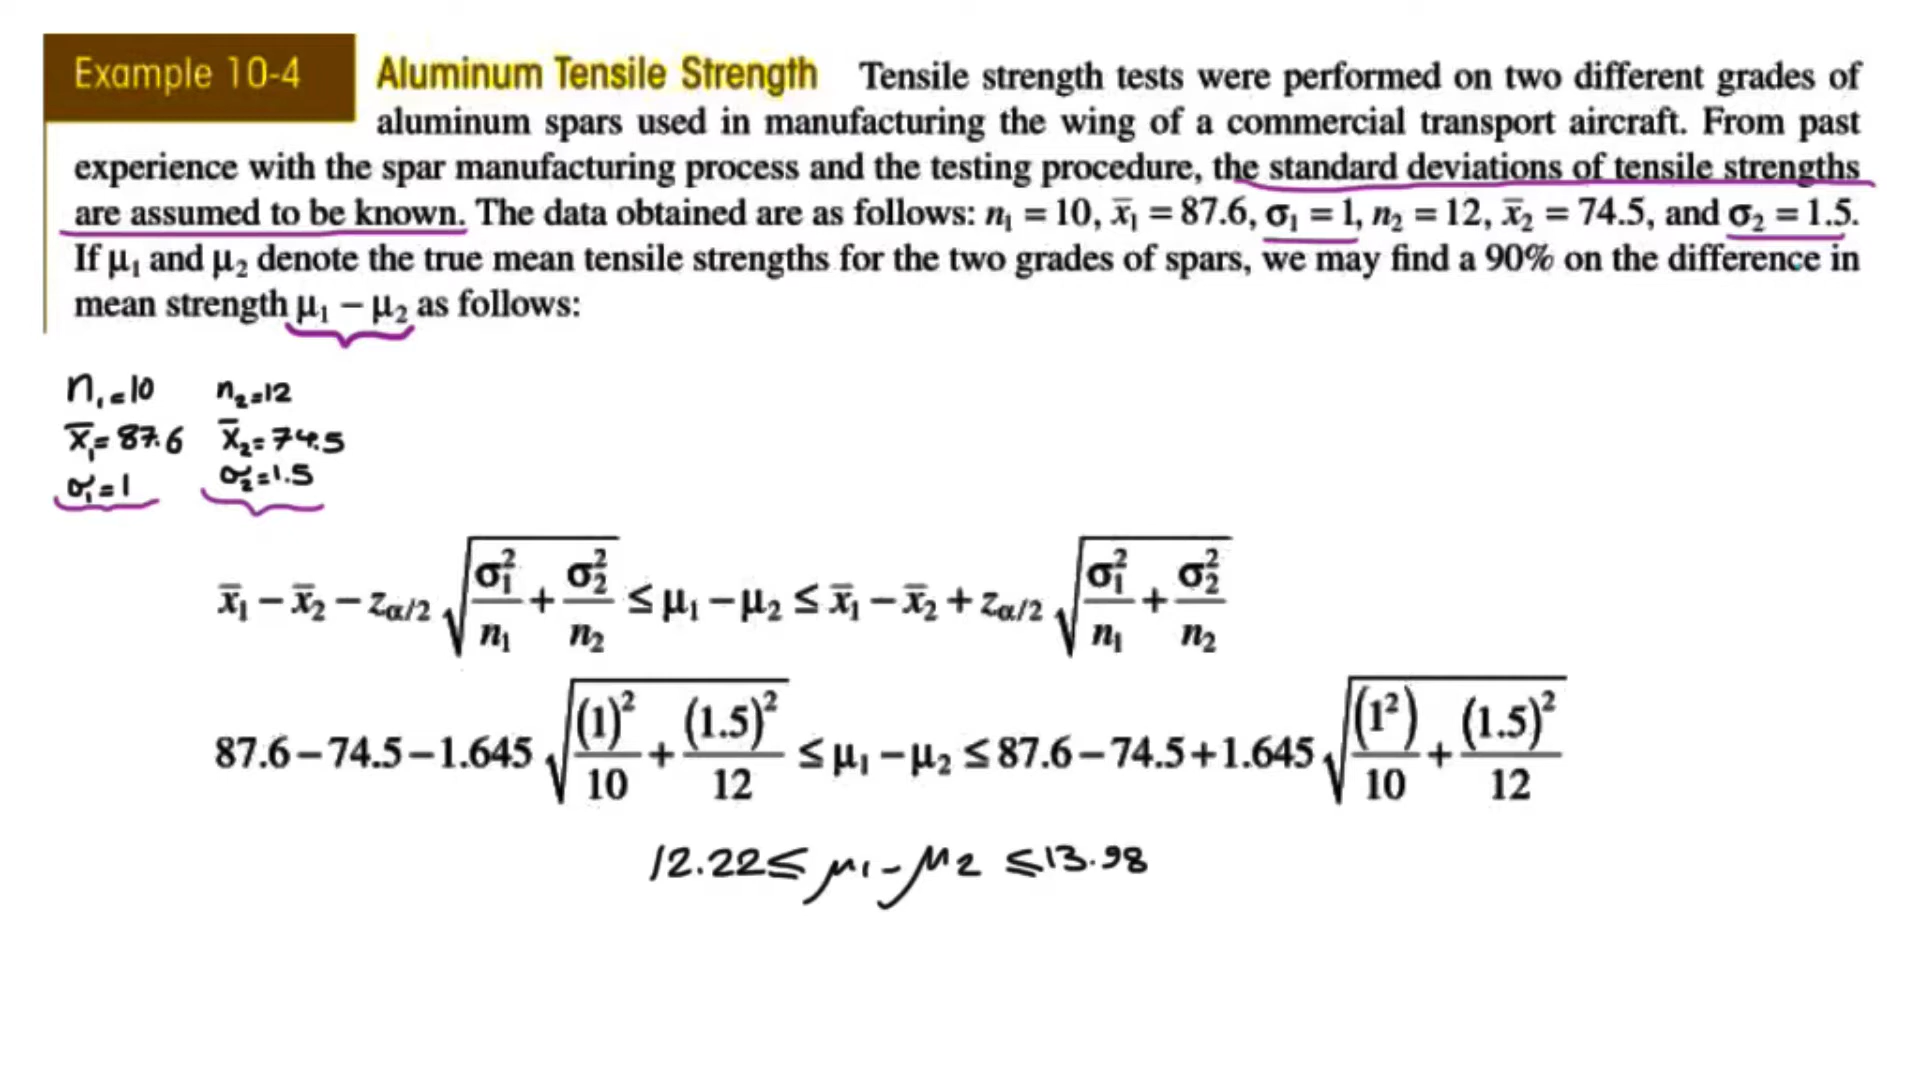 Example 10-4 Aluminum Tensile Strength Tensile strength tests were performed on two different grades of
aluminum spars used in manufacturing the wing of a commercial transport aircraft. From past
experience with the spar manufacturing process and the testing procedure, the standard deviations of tensile strengths
are assumed to be known. The data obtained are as follows: n₁ = 10, x̄₁ = 87.6, σ₁ = 1, n₂ = 12, x̄₂ = 74.5, and σ₂ = 1.5.
If μ₁ and μ₂ denote the true mean tensile strengths for the two grades of spars, we may find a 90% on the difference in
mean strength μ₁ − μ₂ as follows:
n₁=10 n₂=12
x̄₁=87.6 x̄₂=74.5
σ₁=1 σ₂=1.5
x̄₁ − x̄₂ − z_α/2 √(σ₁²/n₁ + σ₂²/n₂) ≤ μ₁ − μ₂ ≤ x̄₁ − x̄₂ + z_α/2 √(σ₁²/n₁ + σ₂²/n₂)
87.6 − 74.5 − 1.645 √((1)²/10 + (1.5)²/12) ≤ μ₁ − μ₂ ≤ 87.6 − 74.5 + 1.645 √((1²)/10 + (1.5)²/12)
12.22 ≤ μ₁ − μ₂ ≤ 13.98